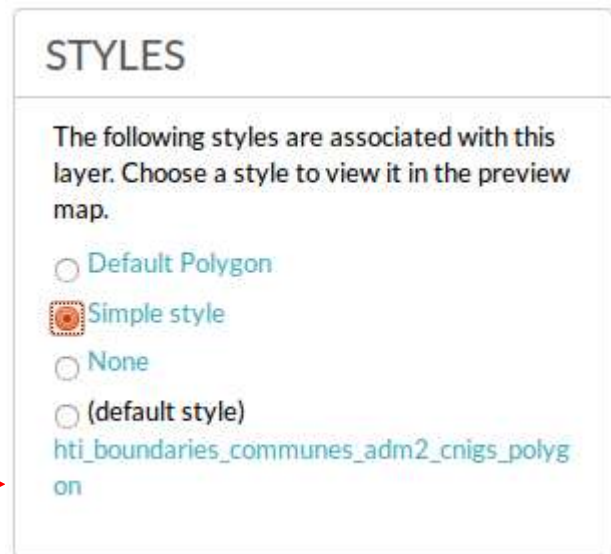 STYLES
The following styles are associated with this
layer. Choose a style to view it in the preview
map.
Default Polygon
Simple style
None
(default style)
hti_boundaries_communes_adm2_cnigs_polyg
on